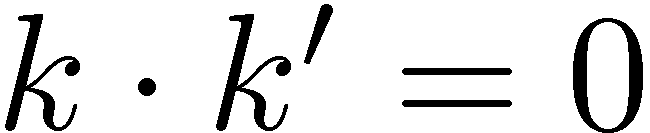 k · k′ = 0